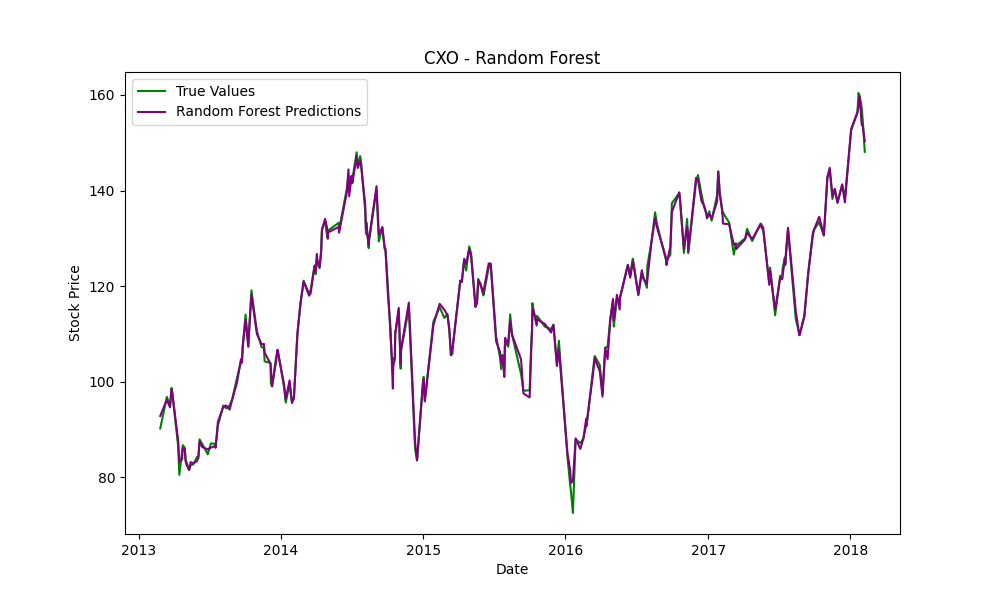 CXO - Random Forest
True Values
Random Forest Predictions
160
140
120
100
80
Stock Price
2013 2014 2015 2016 2017 2018
Date